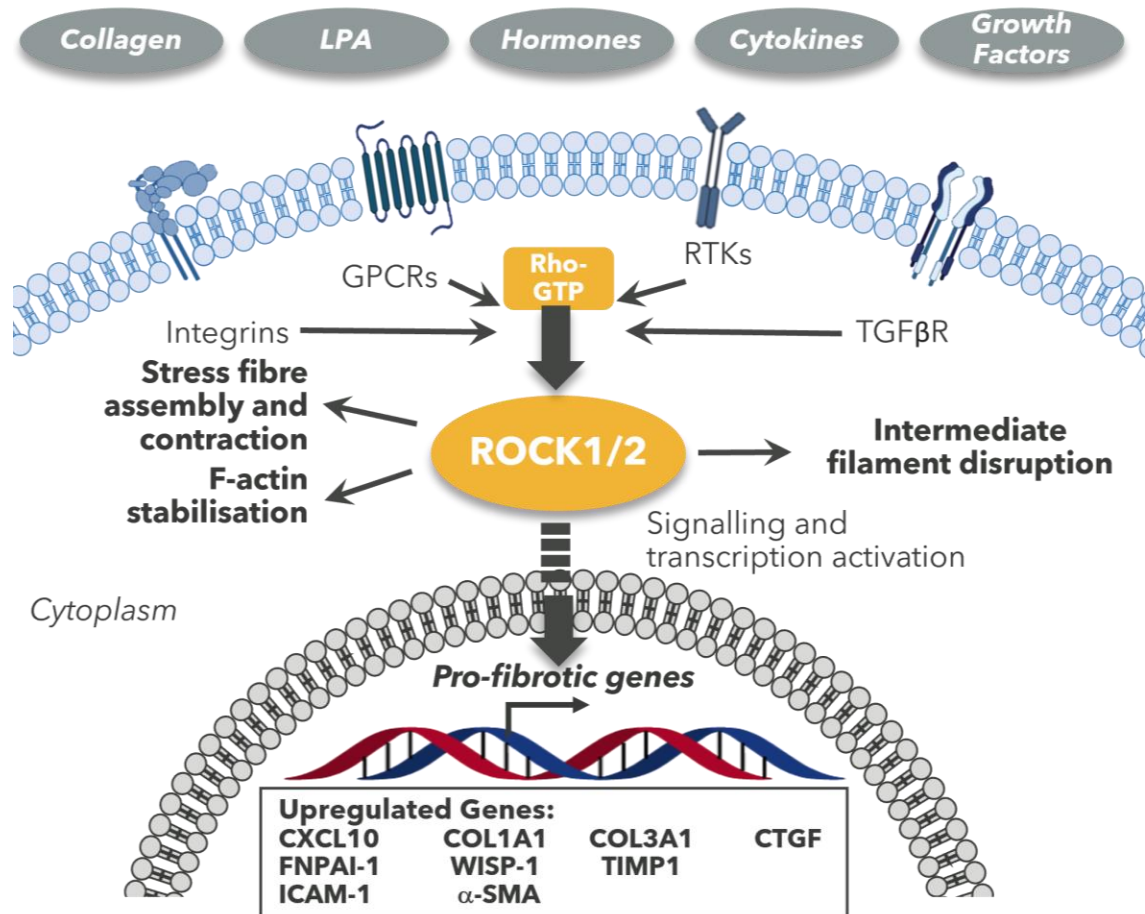 Collagen
LPA
Hormones
Cytokines
Growth
Factors
GPCRs
Rho-
GTP
RTKs
Integrins
TGFβR
Stress fibre
assembly and
contraction
F-actin
stabilisation
ROCK1/2
Intermediate
filament disruption
Signalling and
transcription activation
Cytoplasm
Pro-fibrotic genes
Upregulated Genes:
CXCL10 COL1A1 COL3A1 CTGF
FNPAI-1 WISP-1 TIMP1
ICAM-1 α-SMA